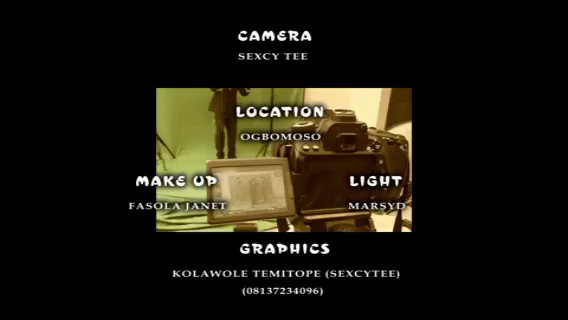 CAMERA
SEXCY TEE
LOCATION
OGBOMOSO
MAKE UP
FASOLA JANET
LIGHT
MARSYD
GRAPHICS
KOLAWOLE TEMITOPE (SEXCYTEE)
(08137234096)